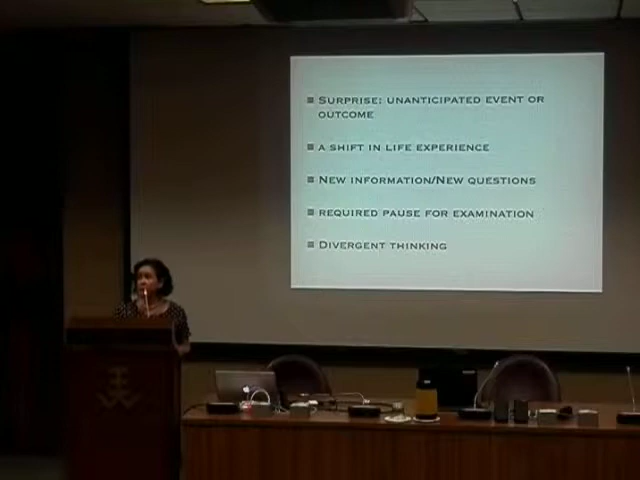 SURPRISE: UNANTICIPATED EVENT OR
OUTCOME
A SHIFT IN LIFE EXPERIENCE
NEW INFORMATION/NEW QUESTIONS
REQUIRED PAUSE FOR EXAMINATION
DIVERGENT THINKING